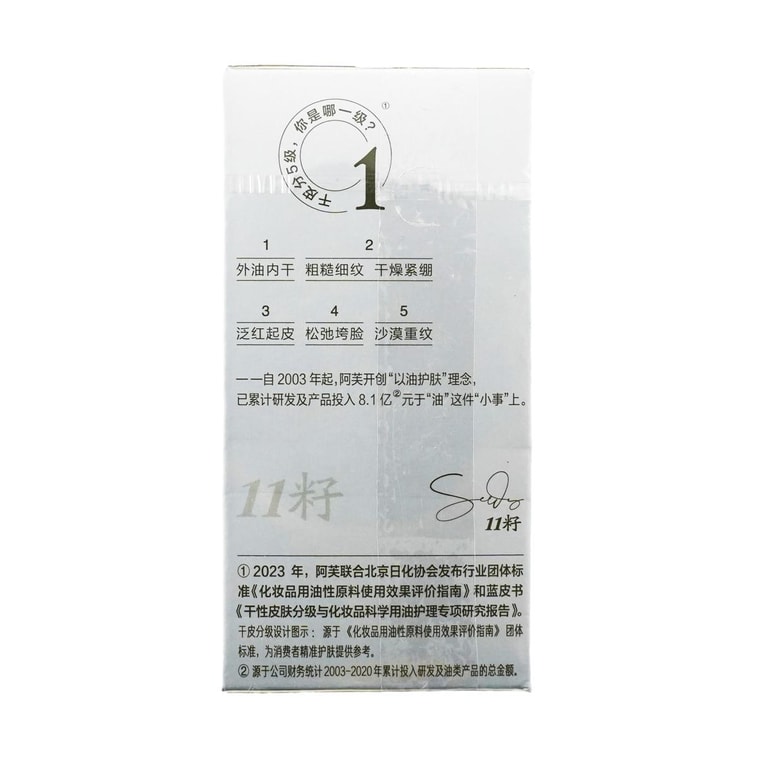 干皮分5级，你是哪一级？①
1
1 2
外油内干 粗糙细纹 干燥紧绷
3 4 5
泛红起皮 松弛垮脸 沙漠重纹
——自2003年起，阿芙开创“以油护肤”理念，
已累计研发及产品投入8.1亿②元于“油”这件“小事”上。
11籽
11籽
①2023年，阿芙联合北京日化协会发布行业团体标
准《化妆品用油性原料使用效果评价指南》和蓝皮书
《干性皮肤分级与化妆品科学用油护理专项研究报告》。
干皮分级设计图示：源于《化妆品用油性原料使用效果评价指南》团体
标准，为消费者精准护肤提供参考。
②源于公司财务统计2003-2020年累计投入研发及油类产品的总金额。